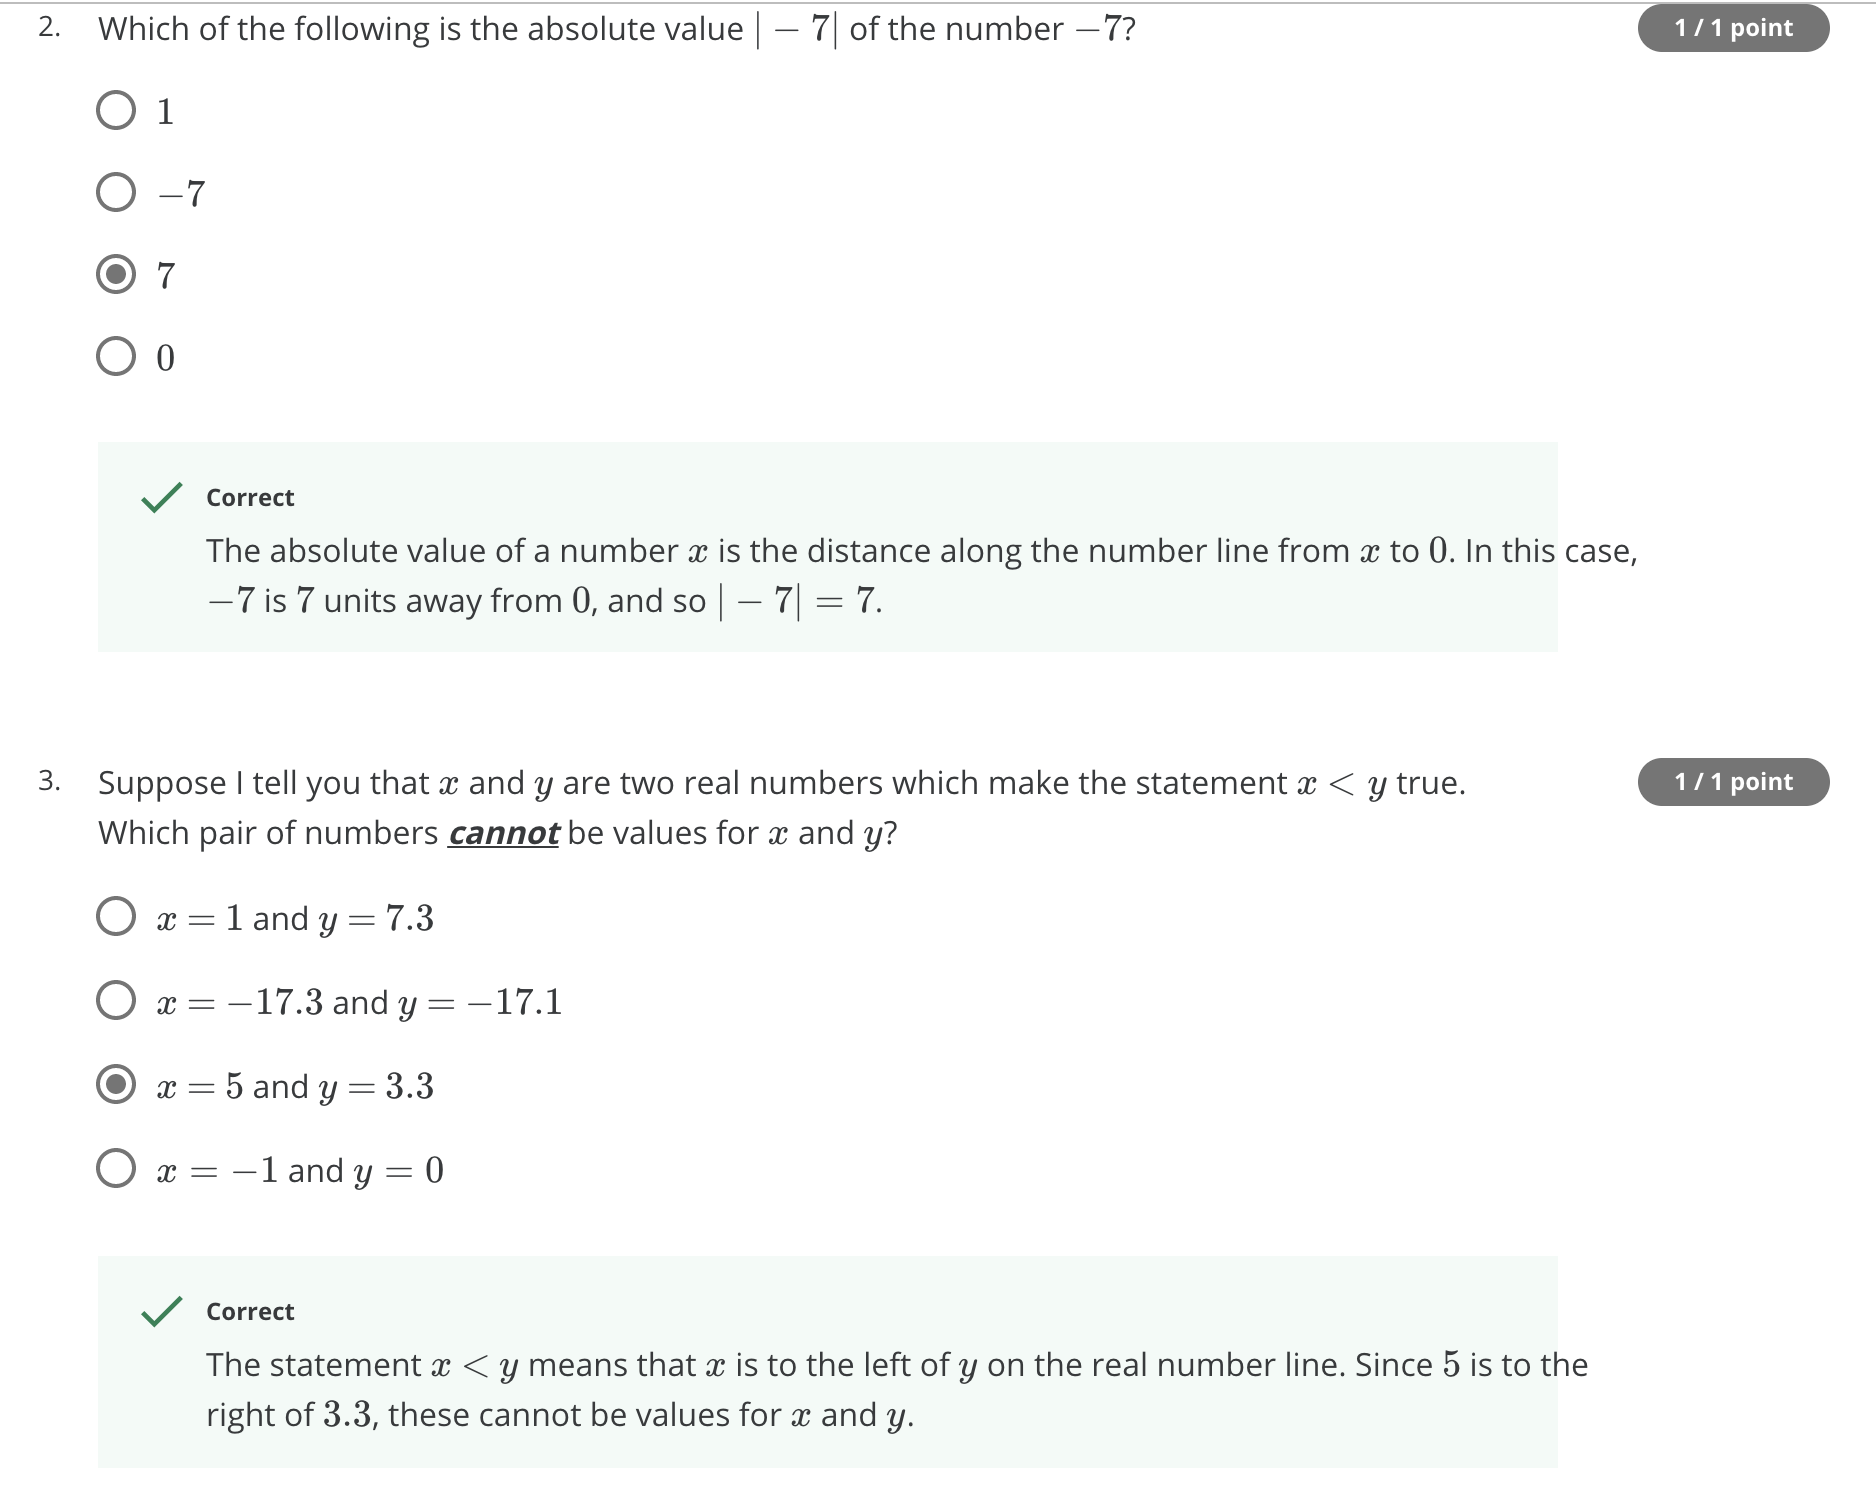 2. Which of the following is the absolute value | − 7| of the number −7? 1 / 1 point
1
−7
7
0
Correct
The absolute value of a number x is the distance along the number line from x to 0. In this case,
−7 is 7 units away from 0, and so | − 7| = 7.
3. Suppose I tell you that x and y are two real numbers which make the statement x < y true. 1 / 1 point
Which pair of numbers cannot be values for x and y?
x = 1 and y = 7.3
x = −17.3 and y = −17.1
x = 5 and y = 3.3
x = −1 and y = 0
Correct
The statement x < y means that x is to the left of y on the real number line. Since 5 is to the
right of 3.3, these cannot be values for x and y.